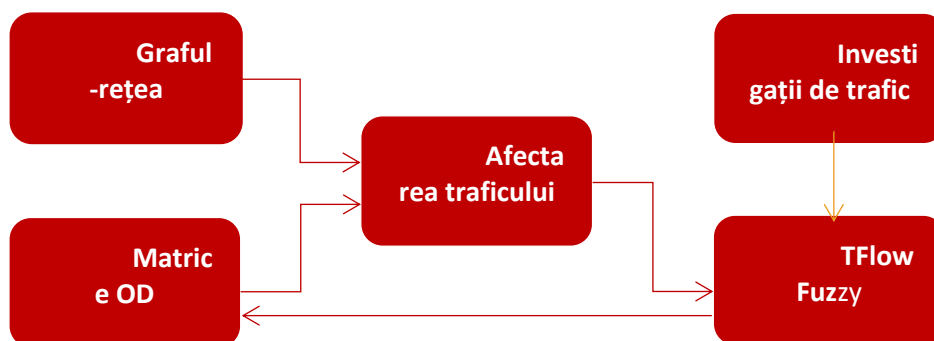 Graful
-rețea
Investi
gații de trafic
Afecta
rea traficului
Matric
e OD
TFlow
Fuzzy